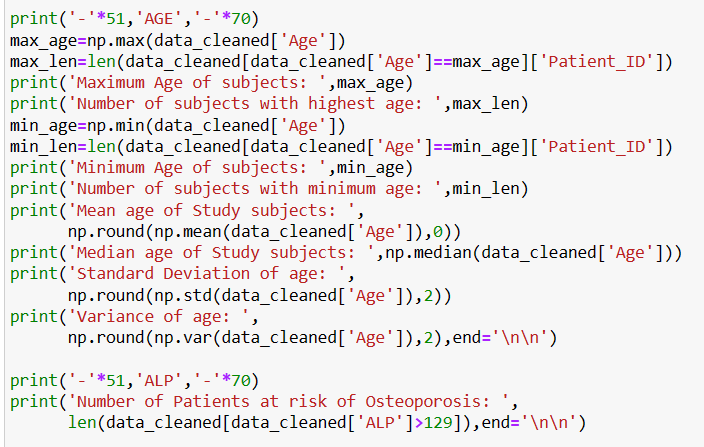 print('-'*51,'AGE','-'*70)
max_age=np.max(data_cleaned['Age'])
max_len=len(data_cleaned[data_cleaned['Age']==max_age]['Patient_ID'])
print('Maximum Age of subjects: ',max_age)
print('Number of subjects with highest age: ',max_len)
min_age=np.min(data_cleaned['Age'])
min_len=len(data_cleaned[data_cleaned['Age']==min_age]['Patient_ID'])
print('Minimum Age of subjects: ',min_age)
print('Number of subjects with minimum age: ',min_len)
print('Mean age of Study subjects: ',
      np.round(np.mean(data_cleaned['Age']),0))
print('Median age of Study subjects: ',np.median(data_cleaned['Age']))
print('Standard Deviation of age: ',
      np.round(np.std(data_cleaned['Age']),2))
print('Variance of age: ',
      np.round(np.var(data_cleaned['Age']),2),end='\n\n')

print('-'*51,'ALP','-'*70)
print('Number of Patients at risk of Osteoporosis: ',
      len(data_cleaned[data_cleaned['ALP']>129]),end='\n\n')